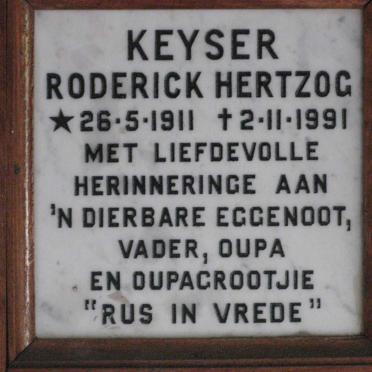 KEYSER
RODERICK HERTZOG
★26·5·1911 ✝2·11·1991
MET LIEFDEVOLLE
HERINNERINGE AAN
'N DIERBARE EGGENOOT,
VADER, OUPA
EN OUPAGROOTJIE
"RUS IN VREDE"